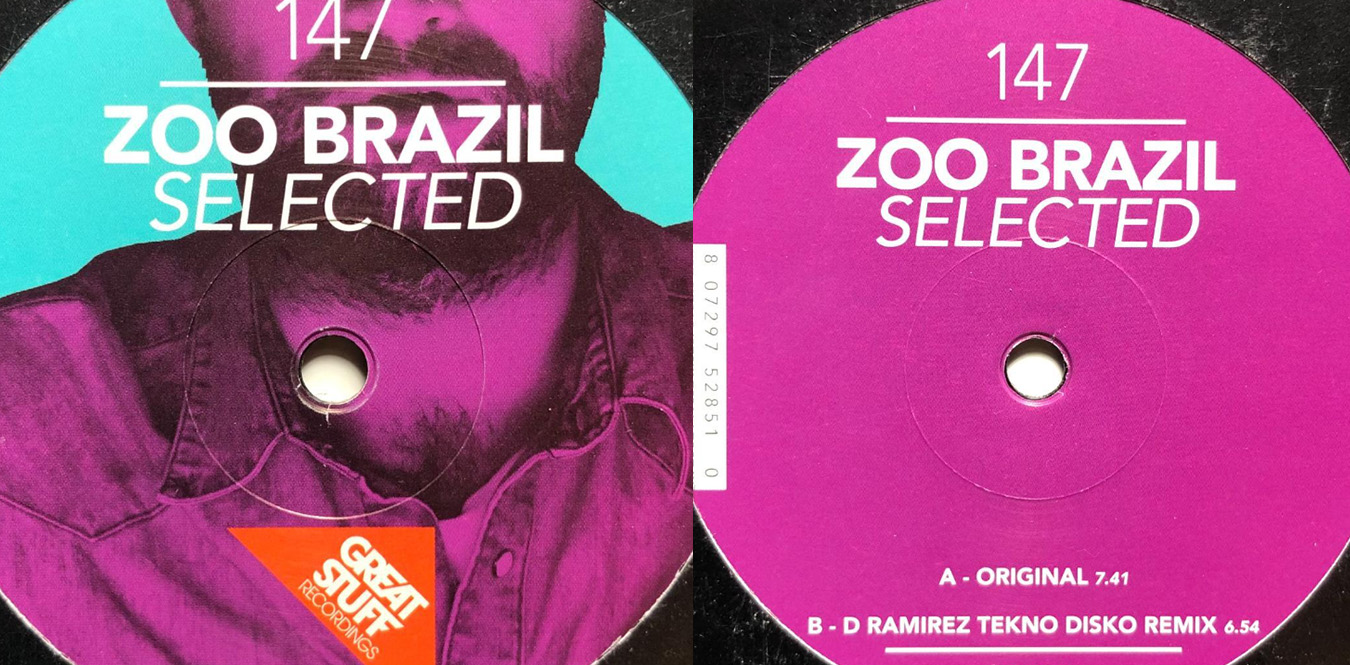 147
ZOO BRAZIL
SELECTED
GREAT
STUFF
RECORDINGS
147
ZOO BRAZIL
SELECTED
8 07297 52851 0
A - ORIGINAL 7.41
B - D RAMIREZ TEKNO DISKO REMIX 6.54